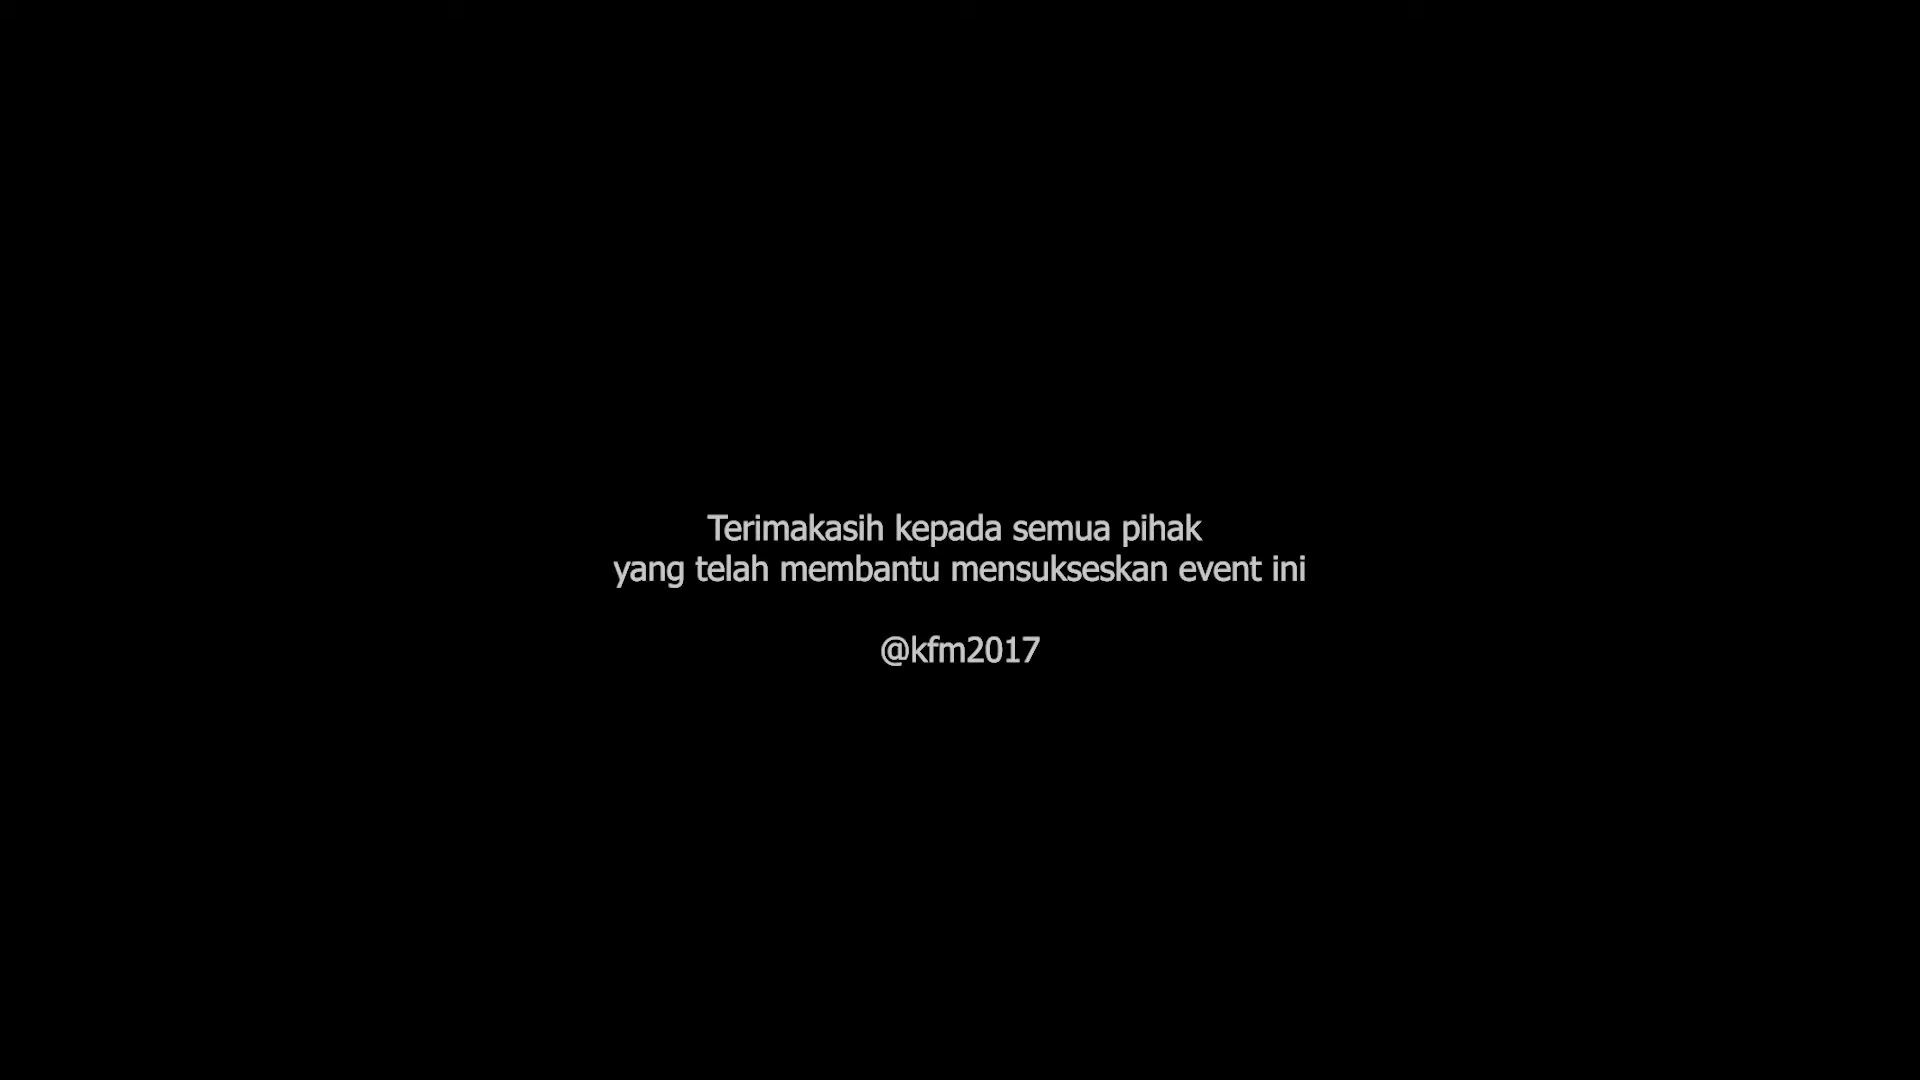 Terimakasih kepada semua pihak
yang telah membantu mensukseskan event ini
@kfm2017